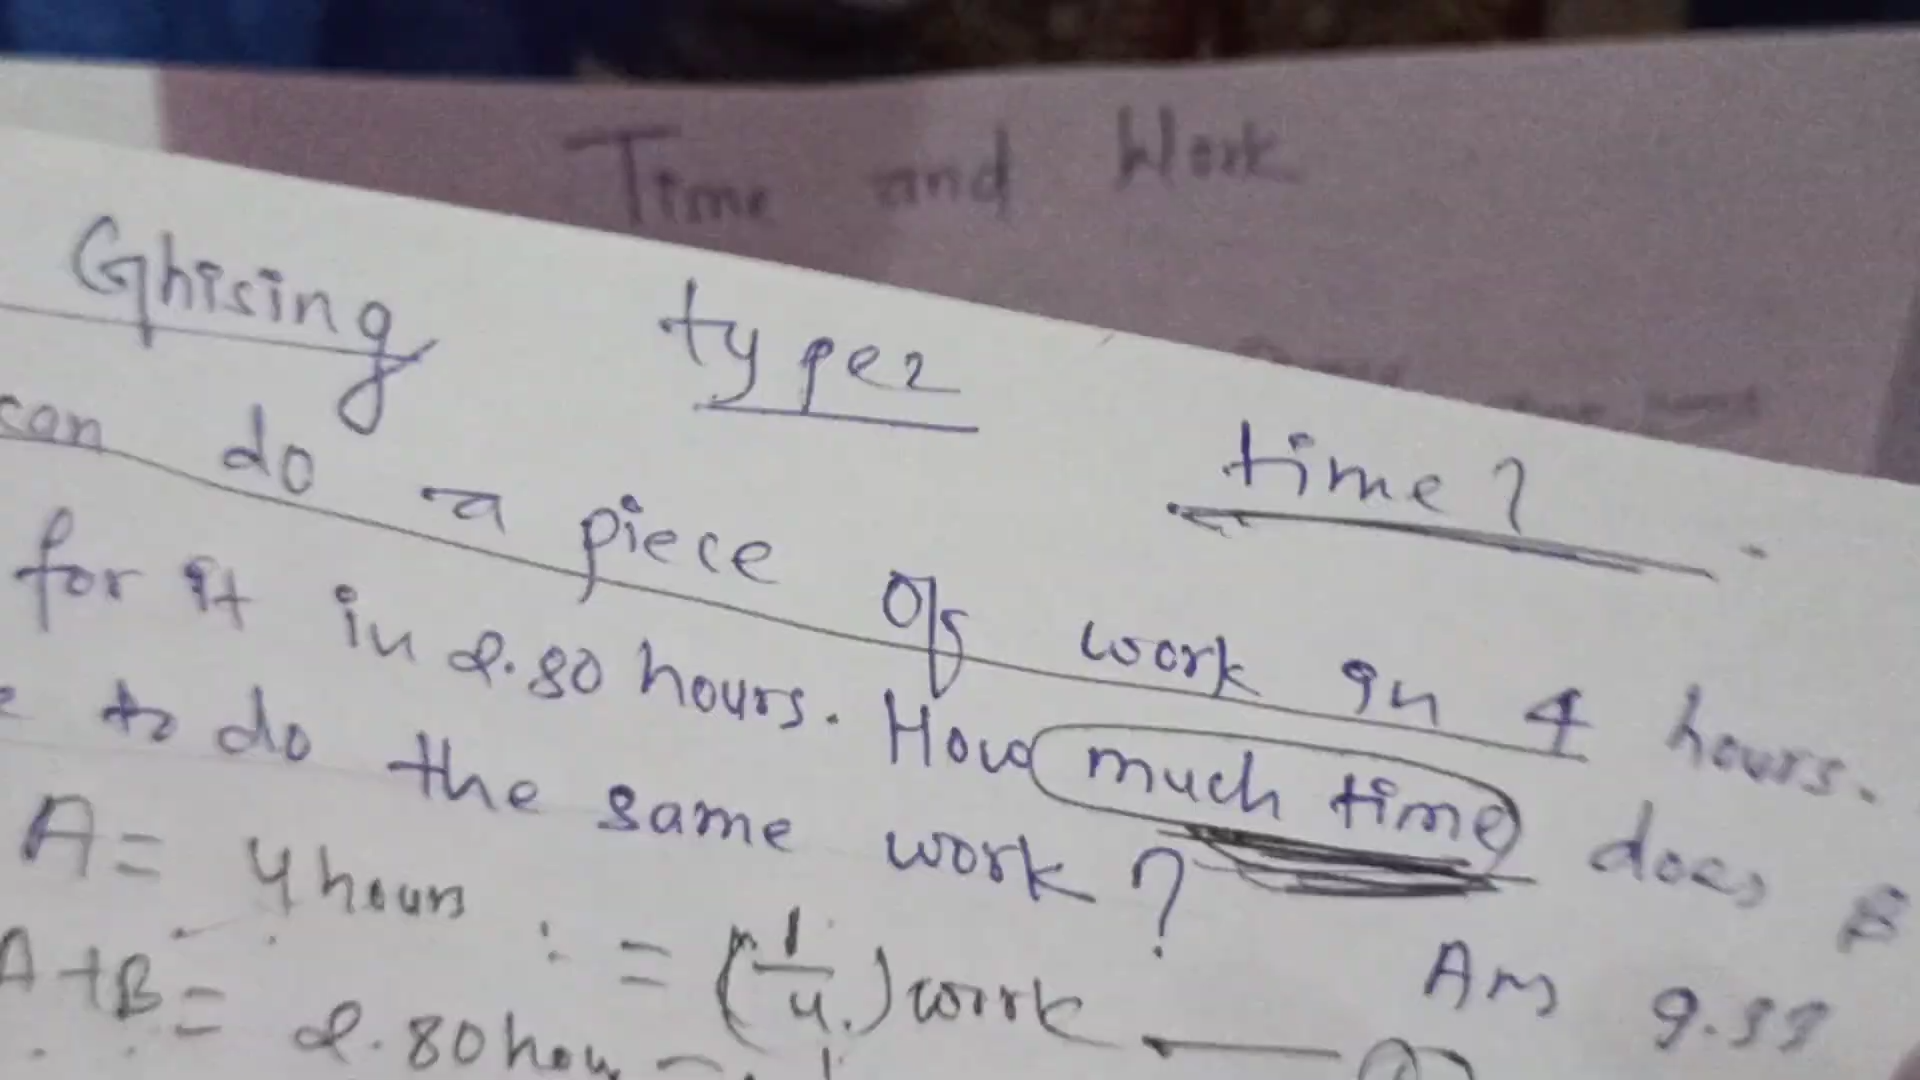 Time and Work
Ghising type2
time?
can do a piece of work in 4 hours.
for it in 2.80 hours. How much time does B
to do the same work?
Ans 9.33
A = 4 hours
∴ = (1/4) work
A+B = 2.80 hou